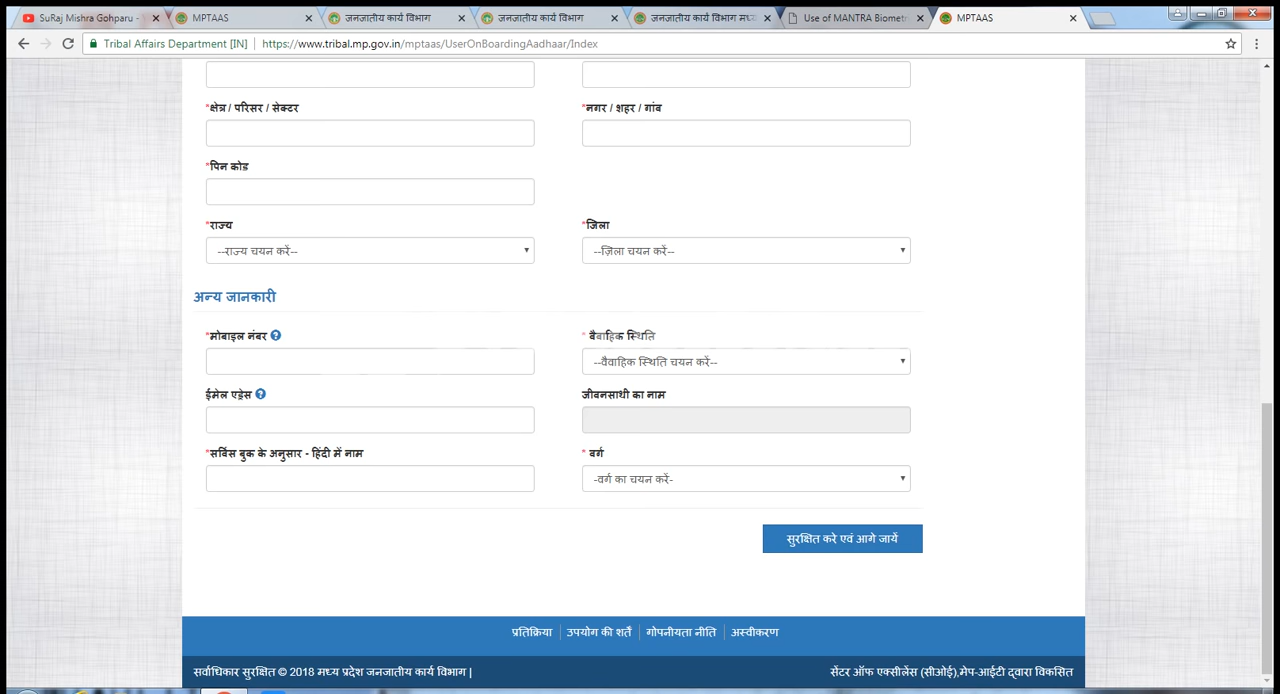 SuRaj Mishra Gohparu -
MPTAAS
जनजातीय कार्य विभाग
जनजातीय कार्य विभाग
जनजातीय कार्य विभाग मध्य
Use of MANTRA Biometr
MPTAAS
Tribal Affairs Department [IN] | https://www.tribal.mp.gov.in/mptaas/UserOnBoardingAadhaar/Index
*क्षेत्र / परिसर / सेक्टर
*नगर / शहर / गांव
*पिन कोड
*राज्य
*जिला
--राज्य चयन करें--
--ज़िला चयन करें--
अन्य जानकारी
*मोबाइल नंबर ?
* वैवाहिक स्थिति
--वैवाहिक स्थिति चयन करें--
ईमेल एड्रेस ?
जीवनसाथी का नाम
*सर्विस बुक के अनुसार - हिंदी में नाम
* वर्ग
-वर्ग का चयन करें-
सुरक्षित करे एवं आगे जायें
प्रतिक्रिया | उपयोग की शर्तें | गोपनीयता नीति | अस्वीकरण
सर्वाधिकार सुरक्षित © 2018 मध्य प्रदेश जनजातीय कार्य विभाग |
सेंटर ऑफ एक्सीलेंस (सीओई),मेप-आईटी द्वारा विकसित